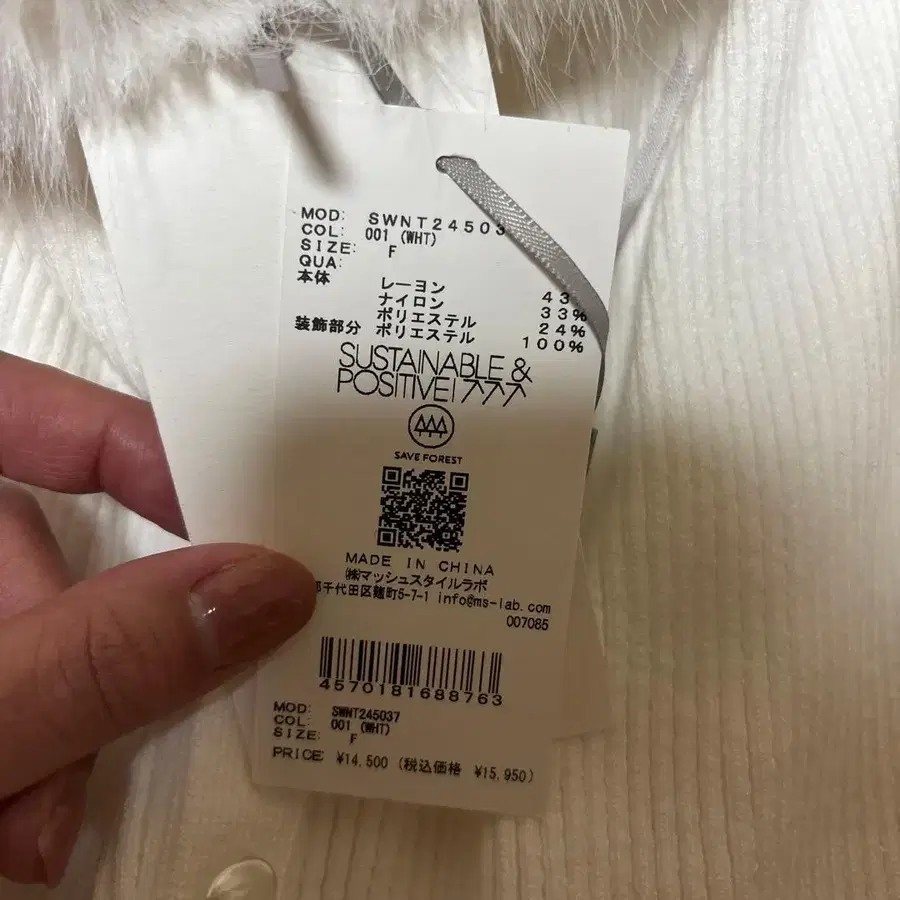 MOD: SWNT24503
COL: 001 (WHT)
SIZE: F
QUA:
本体 レーヨン 43
ナイロン 33%
ポリエステル 24%
装飾部分 ポリエステル 100%
SUSTAINABLE &
POSITIVE!
SAVE FOREST
MADE IN CHINA
㈱マッシュスタイルラボ
千代田区麹町5-7-1 info@ms-lab.com
007085
4570181688763
MOD: SWNT245037
COL: 001 (WHT)
SIZE: F
PRICE ¥14,500 (税込価格 ¥15,950)